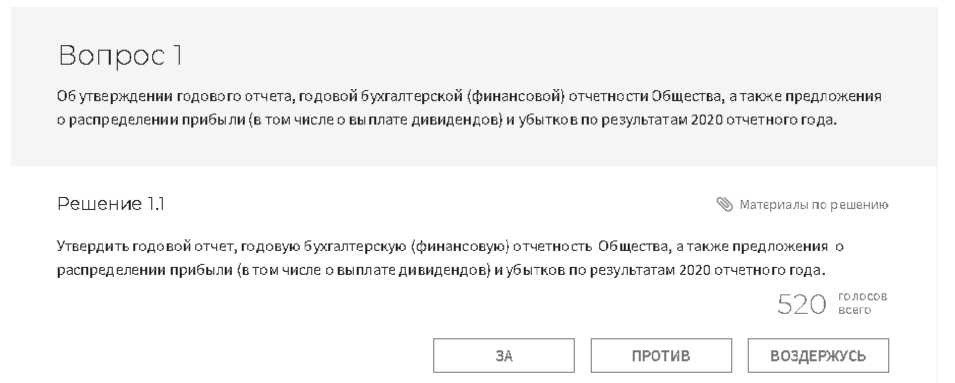 Вопрос 1
Об утверждении годового отчета, годовой бухгалтерской (финансовой) отчетности Общества, а также предложения
о распределении прибыли (в том числе о выплате дивидендов) и убытков по результатам 2020 отчетного года.
Решение 1.1
Материалы по решению
Утвердить годовой отчет, годовую бухгалтерскую (финансовую) отчетность Общества, а также предложения о
распределении прибыли (в том числе о выплате дивидендов) и убытков по результатам 2020 отчетного года.
520 голосов
всего
ЗА ПРОТИВ ВОЗДЕРЖУСЬ